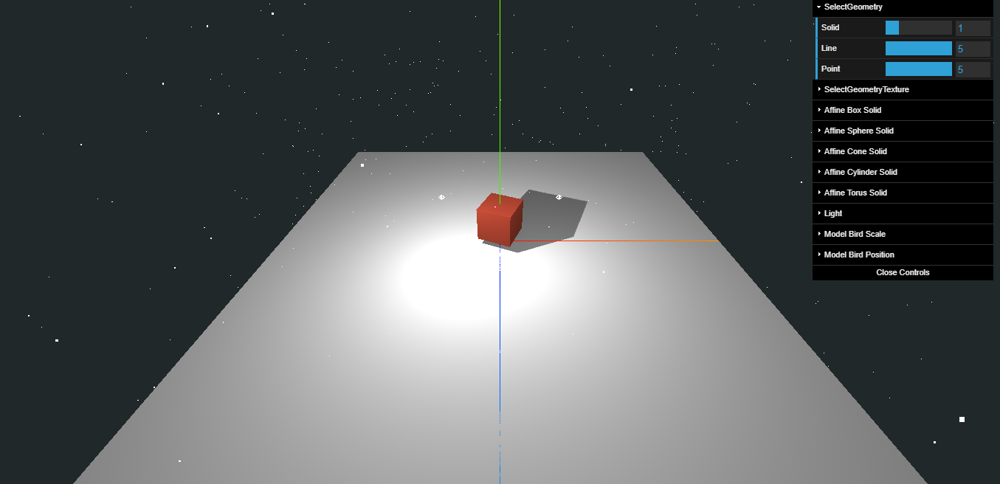 SelectGeometry
Solid 1
Line 5
Point 5
SelectGeometryTexture
Affine Box Solid
Affine Sphere Solid
Affine Cone Solid
Affine Cylinder Solid
Affine Torus Solid
Light
Model Bird Scale
Model Bird Position
Close Controls